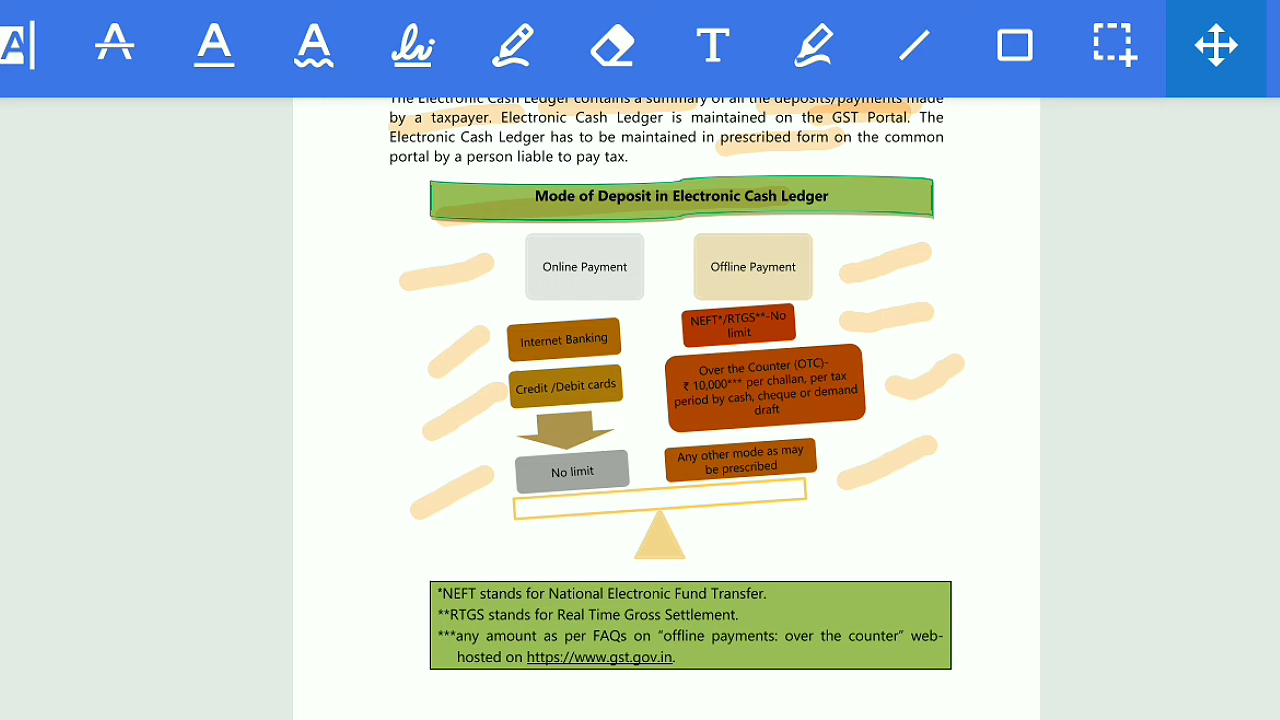 The Electronic Cash Ledger contains a summary of all the deposits/payments made
by a taxpayer. Electronic Cash Ledger is maintained on the GST Portal. The
Electronic Cash Ledger has to be maintained in prescribed form on the common
portal by a person liable to pay tax.
Mode of Deposit in Electronic Cash Ledger
Online Payment
Internet Banking
Credit /Debit cards
No limit
Offline Payment
NEFT*/RTGS**-No
limit
Over the Counter (OTC)-
₹ 10,000*** per challan, per tax
period by cash, cheque or demand
draft
Any other mode as may
be prescribed
*NEFT stands for National Electronic Fund Transfer.
**RTGS stands for Real Time Gross Settlement.
***any amount as per FAQs on “offline payments: over the counter” web-
hosted on https://www.gst.gov.in.